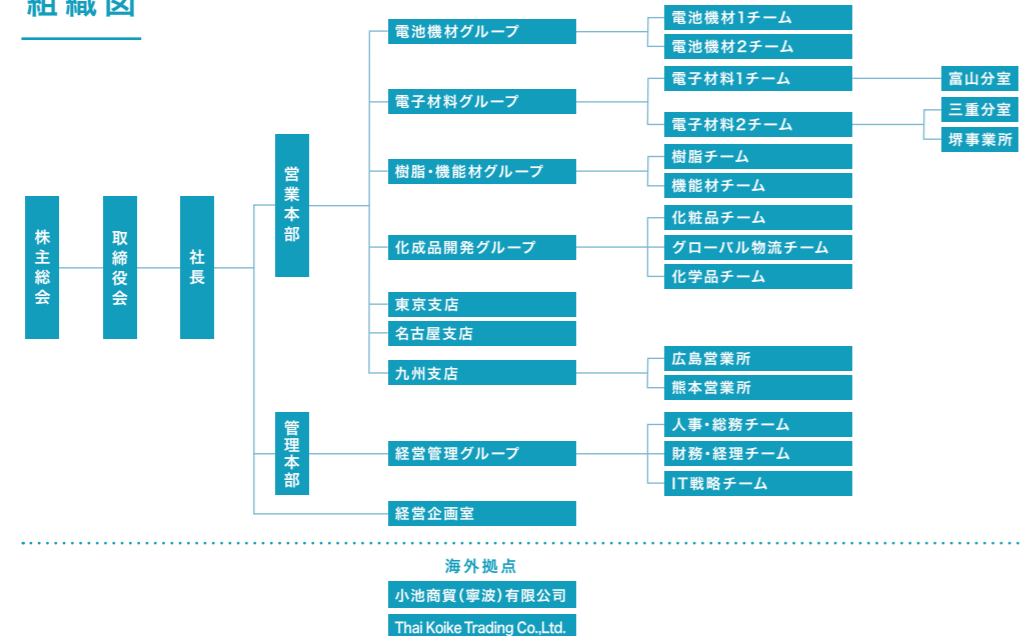 組織図
株主総会
取締役会
社長
営業本部
電池機材グループ
電池機材1チーム
電池機材2チーム
電子材料グループ
電子材料1チーム
富山分室
電子材料2チーム
三重分室
堺事業所
樹脂・機能材グループ
樹脂チーム
機能材チーム
化成品開発グループ
化粧品チーム
グローバル物流チーム
化学品チーム
東京支店
名古屋支店
九州支店
広島営業所
熊本営業所
管理本部
経営管理グループ
人事・総務チーム
財務・経理チーム
IT戦略チーム
経営企画室
海外拠点
小池商貿(寧波)有限公司
Thai Koike Trading Co.,Ltd.